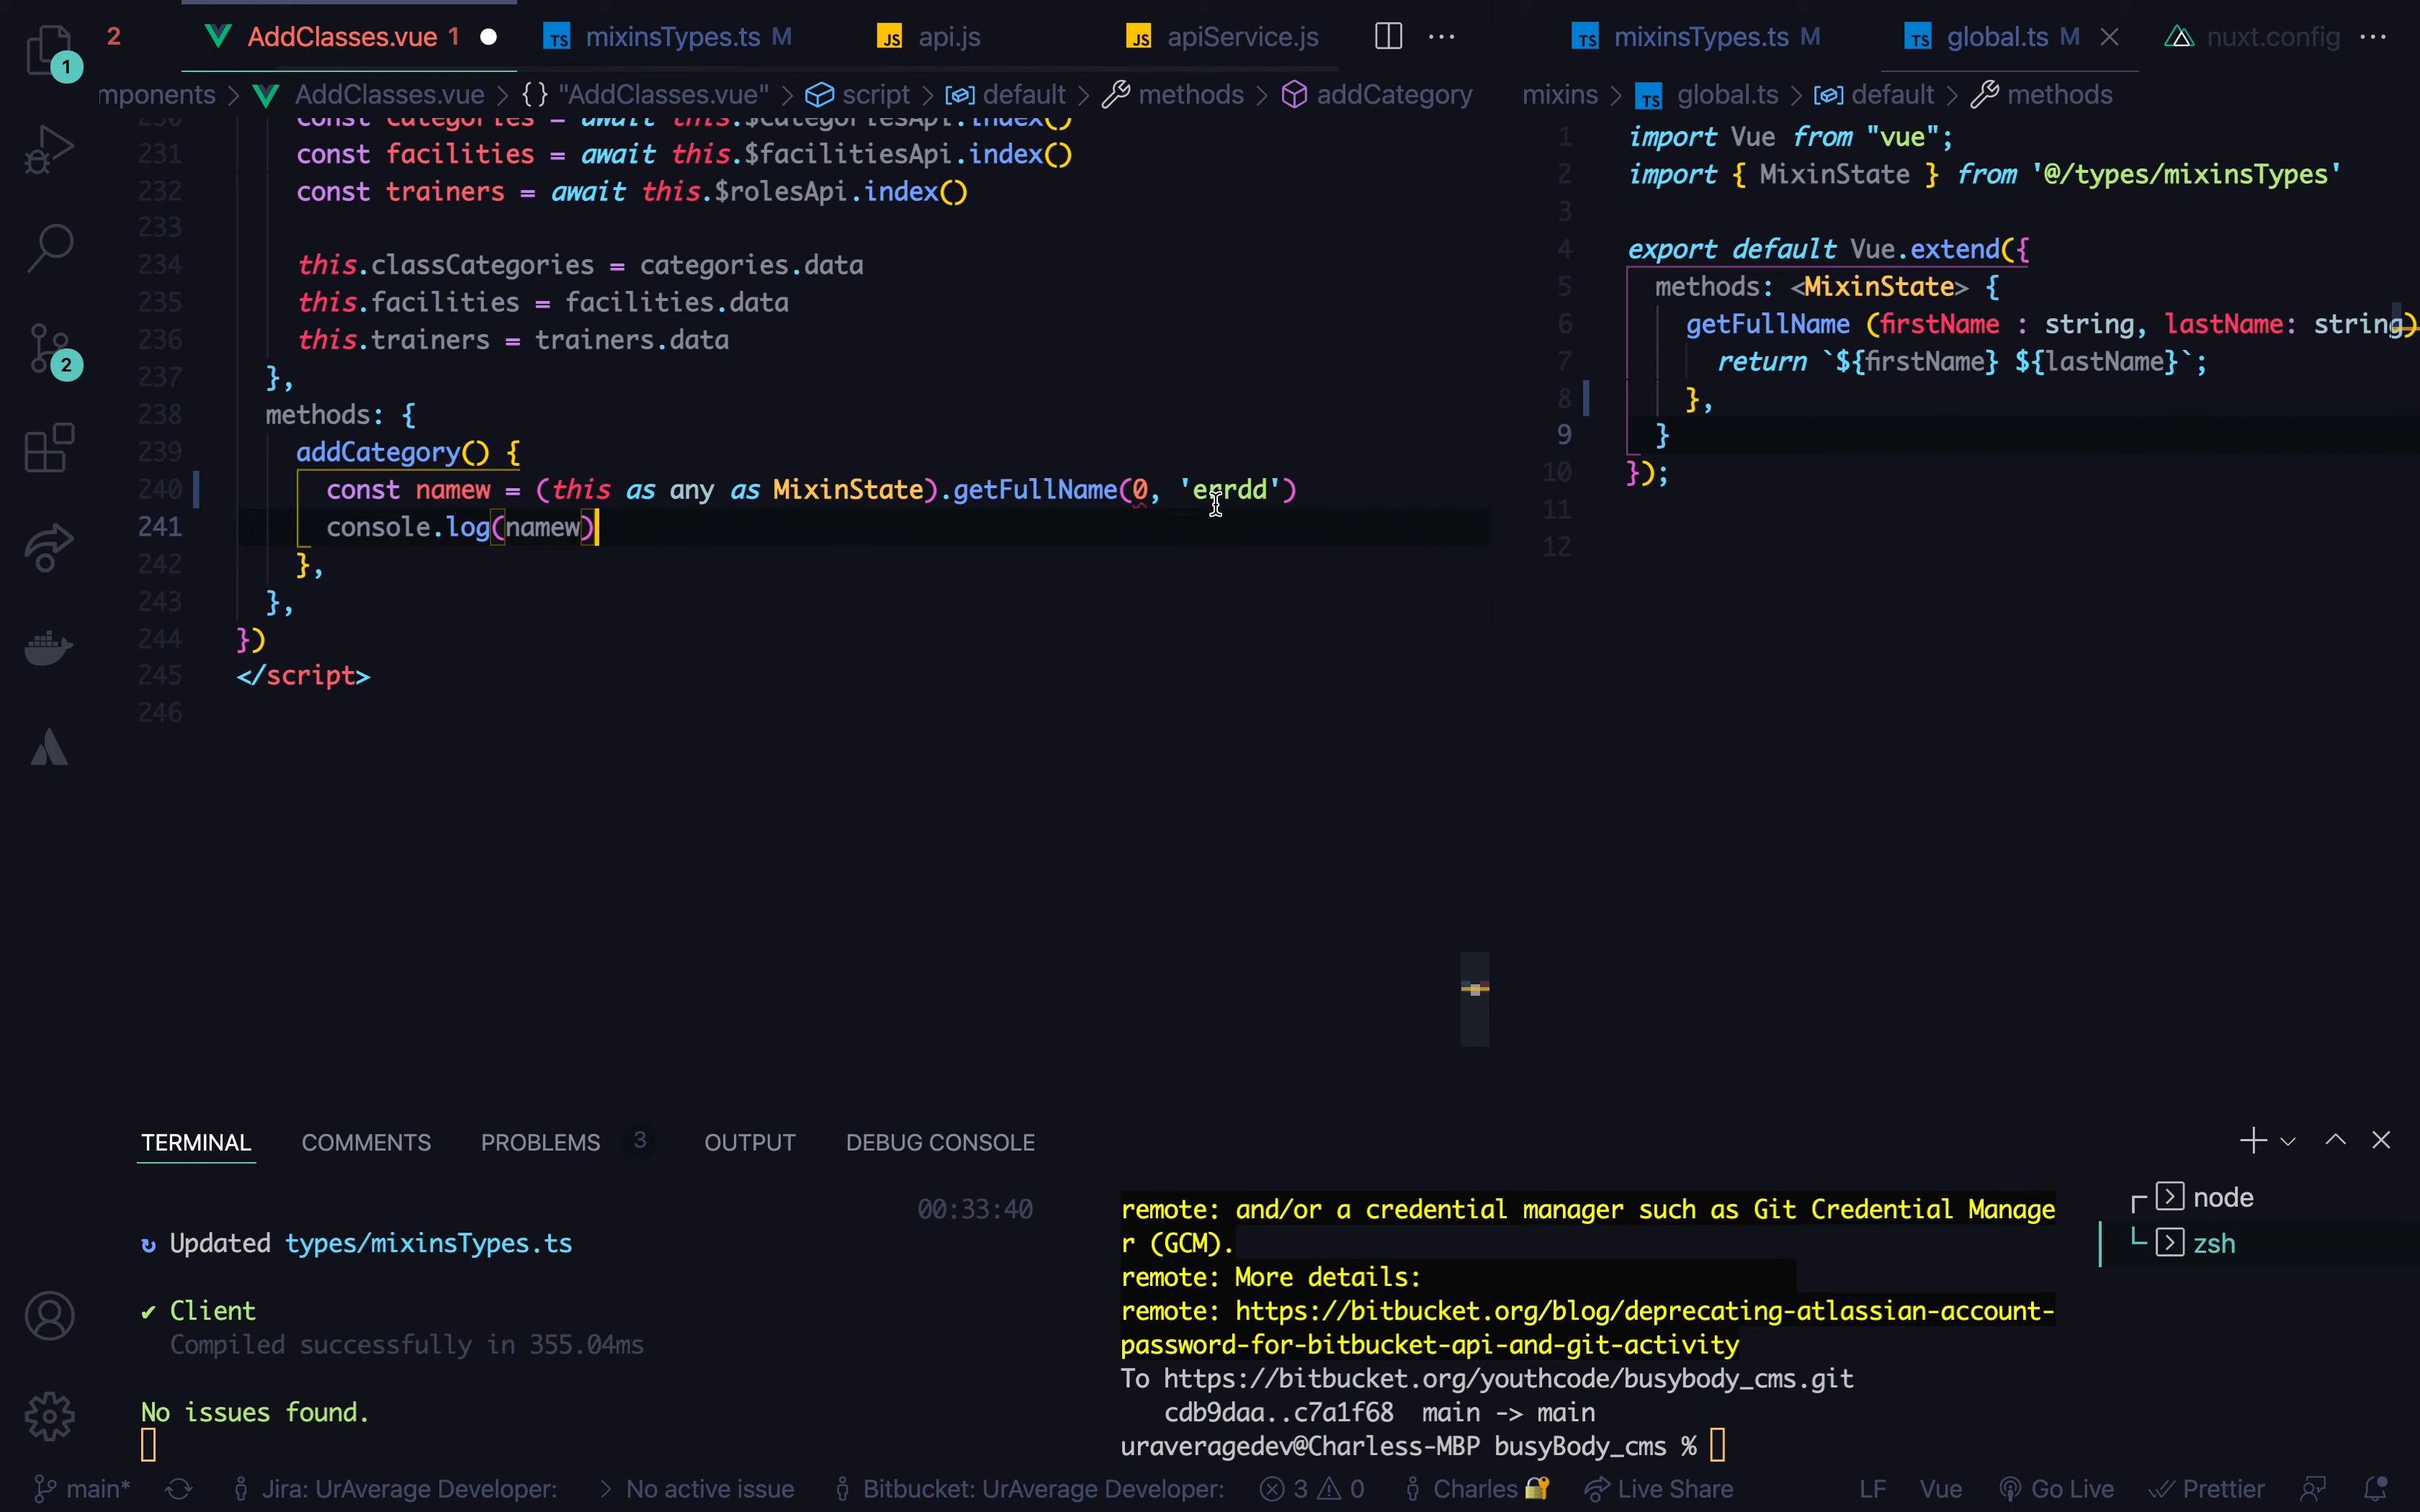 2
AddClasses.vue 1
mixinsTypes.ts M
api.js
apiService.js
mixinsTypes.ts M
global.ts M
nuxt.config
1
mponents > AddClasses.vue > {} "AddClasses.vue" > script > default > methods > addCategory
mixins > global.ts > default > methods
230 const categories = await this.$categoriesApi.index()
231 const facilities = await this.$facilitiesApi.index()
232 const trainers = await this.$rolesApi.index()
233
234 this.classCategories = categories.data
235 this.facilities = facilities.data
236 this.trainers = trainers.data
237 },
238 methods: {
239 addCategory() {
240 const namew = (this as any as MixinState).getFullName(0, 'errdd')
241 console.log(namew)
242 },
243 },
244 })
245 </script>
246
1 import Vue from "vue";
2 import { MixinState } from '@/types/mixinsTypes'
3
4 export default Vue.extend({
5 methods: <MixinState> {
6 getFullName (firstName : string, lastName: string)
7 return `${firstName} ${lastName}`;
8 },
9 }
10 });
11
12
2
TERMINAL COMMENTS PROBLEMS 3 OUTPUT DEBUG CONSOLE
00:33:40
↻ Updated types/mixinsTypes.ts
✔ Client
Compiled successfully in 355.04ms
No issues found.
remote: and/or a credential manager such as Git Credential Manage
r (GCM).
remote: More details:
remote: https://bitbucket.org/blog/deprecating-atlassian-account-
password-for-bitbucket-api-and-git-activity
To https://bitbucket.org/youthcode/busybody_cms.git
cdb9daa..c7a1f68 main -> main
uraveragedev@Charless-MBP busyBody_cms %
node
zsh
main* Jira: UrAverage Developer: > No active issue Bitbucket: UrAverage Developer: 3 0 Charles Live Share LF Vue Go Live Prettier